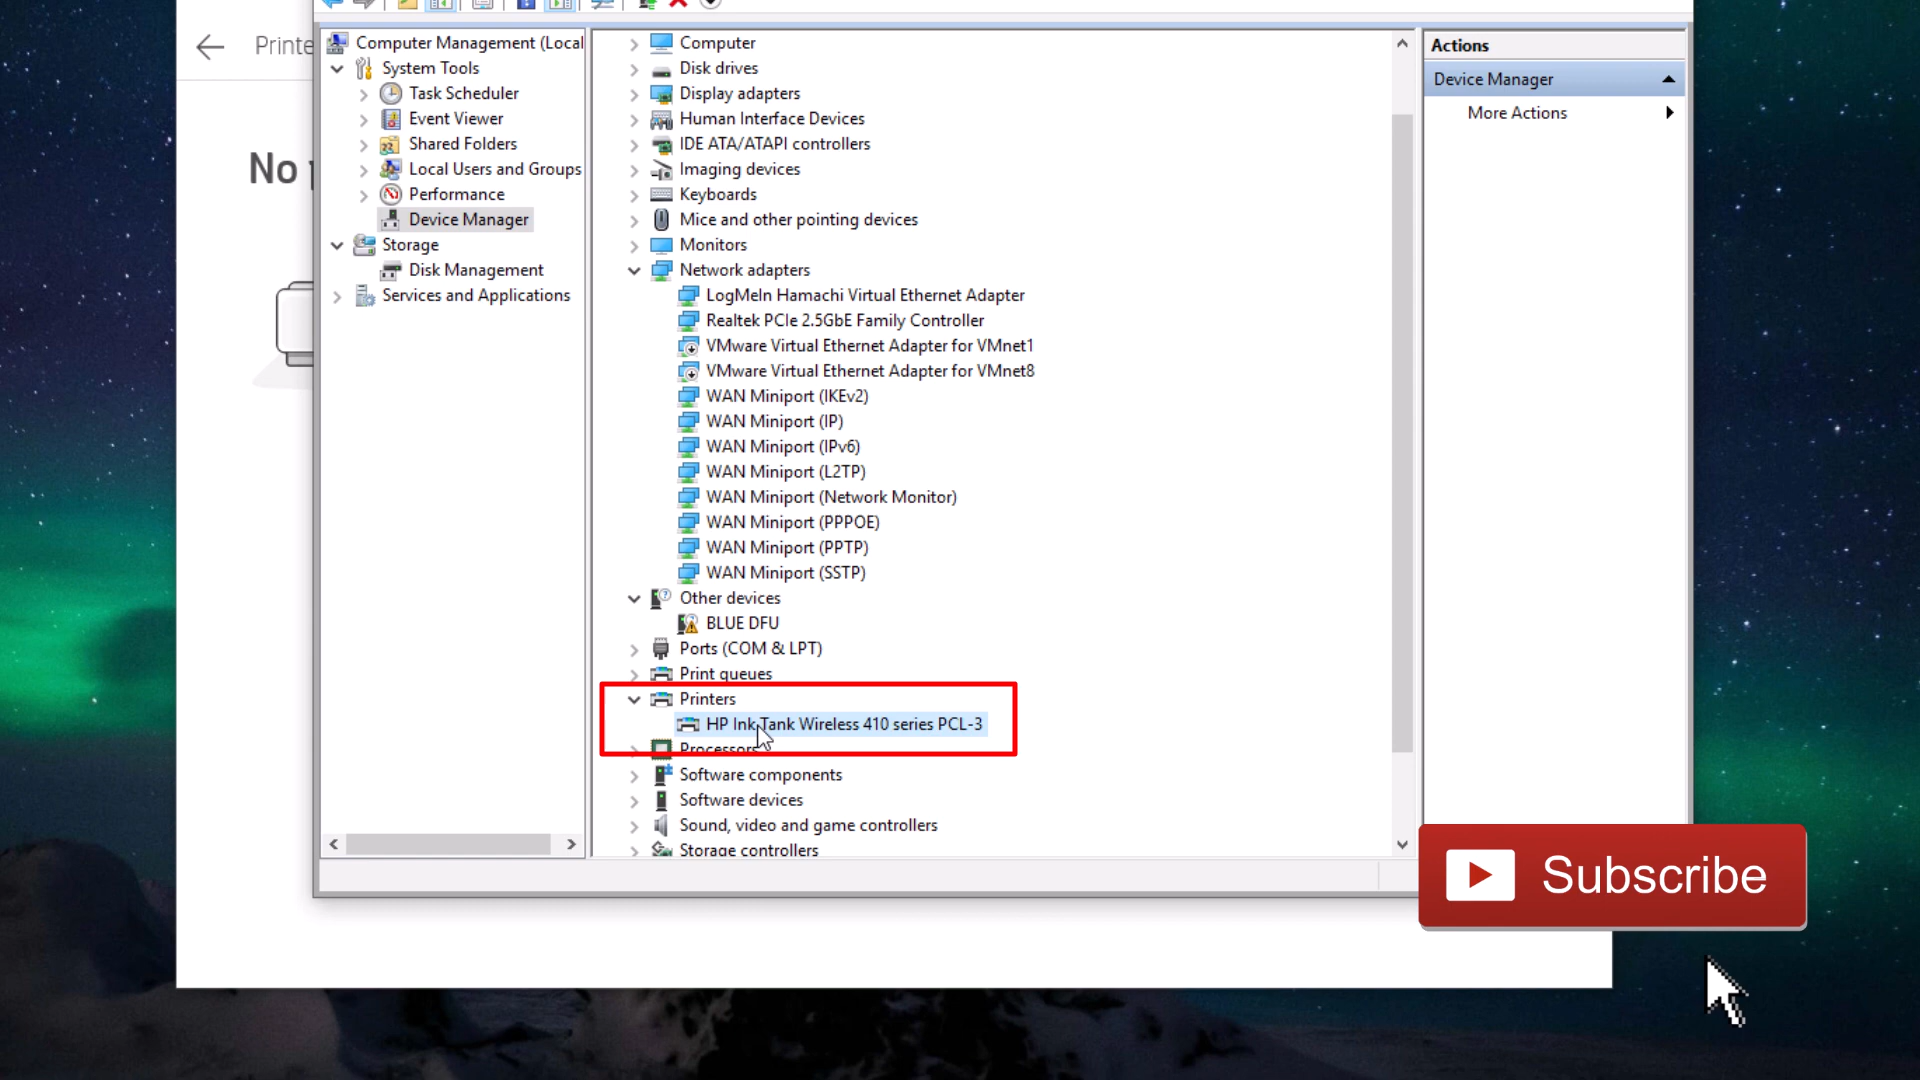 Printe
No
Computer Management (Local
System Tools
Task Scheduler
Event Viewer
Shared Folders
Local Users and Groups
Performance
Device Manager
Storage
Disk Management
Services and Applications
Computer
Disk drives
Display adapters
Human Interface Devices
IDE ATA/ATAPI controllers
Imaging devices
Keyboards
Mice and other pointing devices
Monitors
Network adapters
LogMeIn Hamachi Virtual Ethernet Adapter
Realtek PCIe 2.5GbE Family Controller
VMware Virtual Ethernet Adapter for VMnet1
VMware Virtual Ethernet Adapter for VMnet8
WAN Miniport (IKEv2)
WAN Miniport (IP)
WAN Miniport (IPv6)
WAN Miniport (L2TP)
WAN Miniport (Network Monitor)
WAN Miniport (PPPOE)
WAN Miniport (PPTP)
WAN Miniport (SSTP)
Other devices
BLUE DFU
Ports (COM & LPT)
Print queues
Printers
HP Ink Tank Wireless 410 series PCL-3
Processors
Software components
Software devices
Sound, video and game controllers
Storage controllers
Actions
Device Manager
More Actions
Subscribe